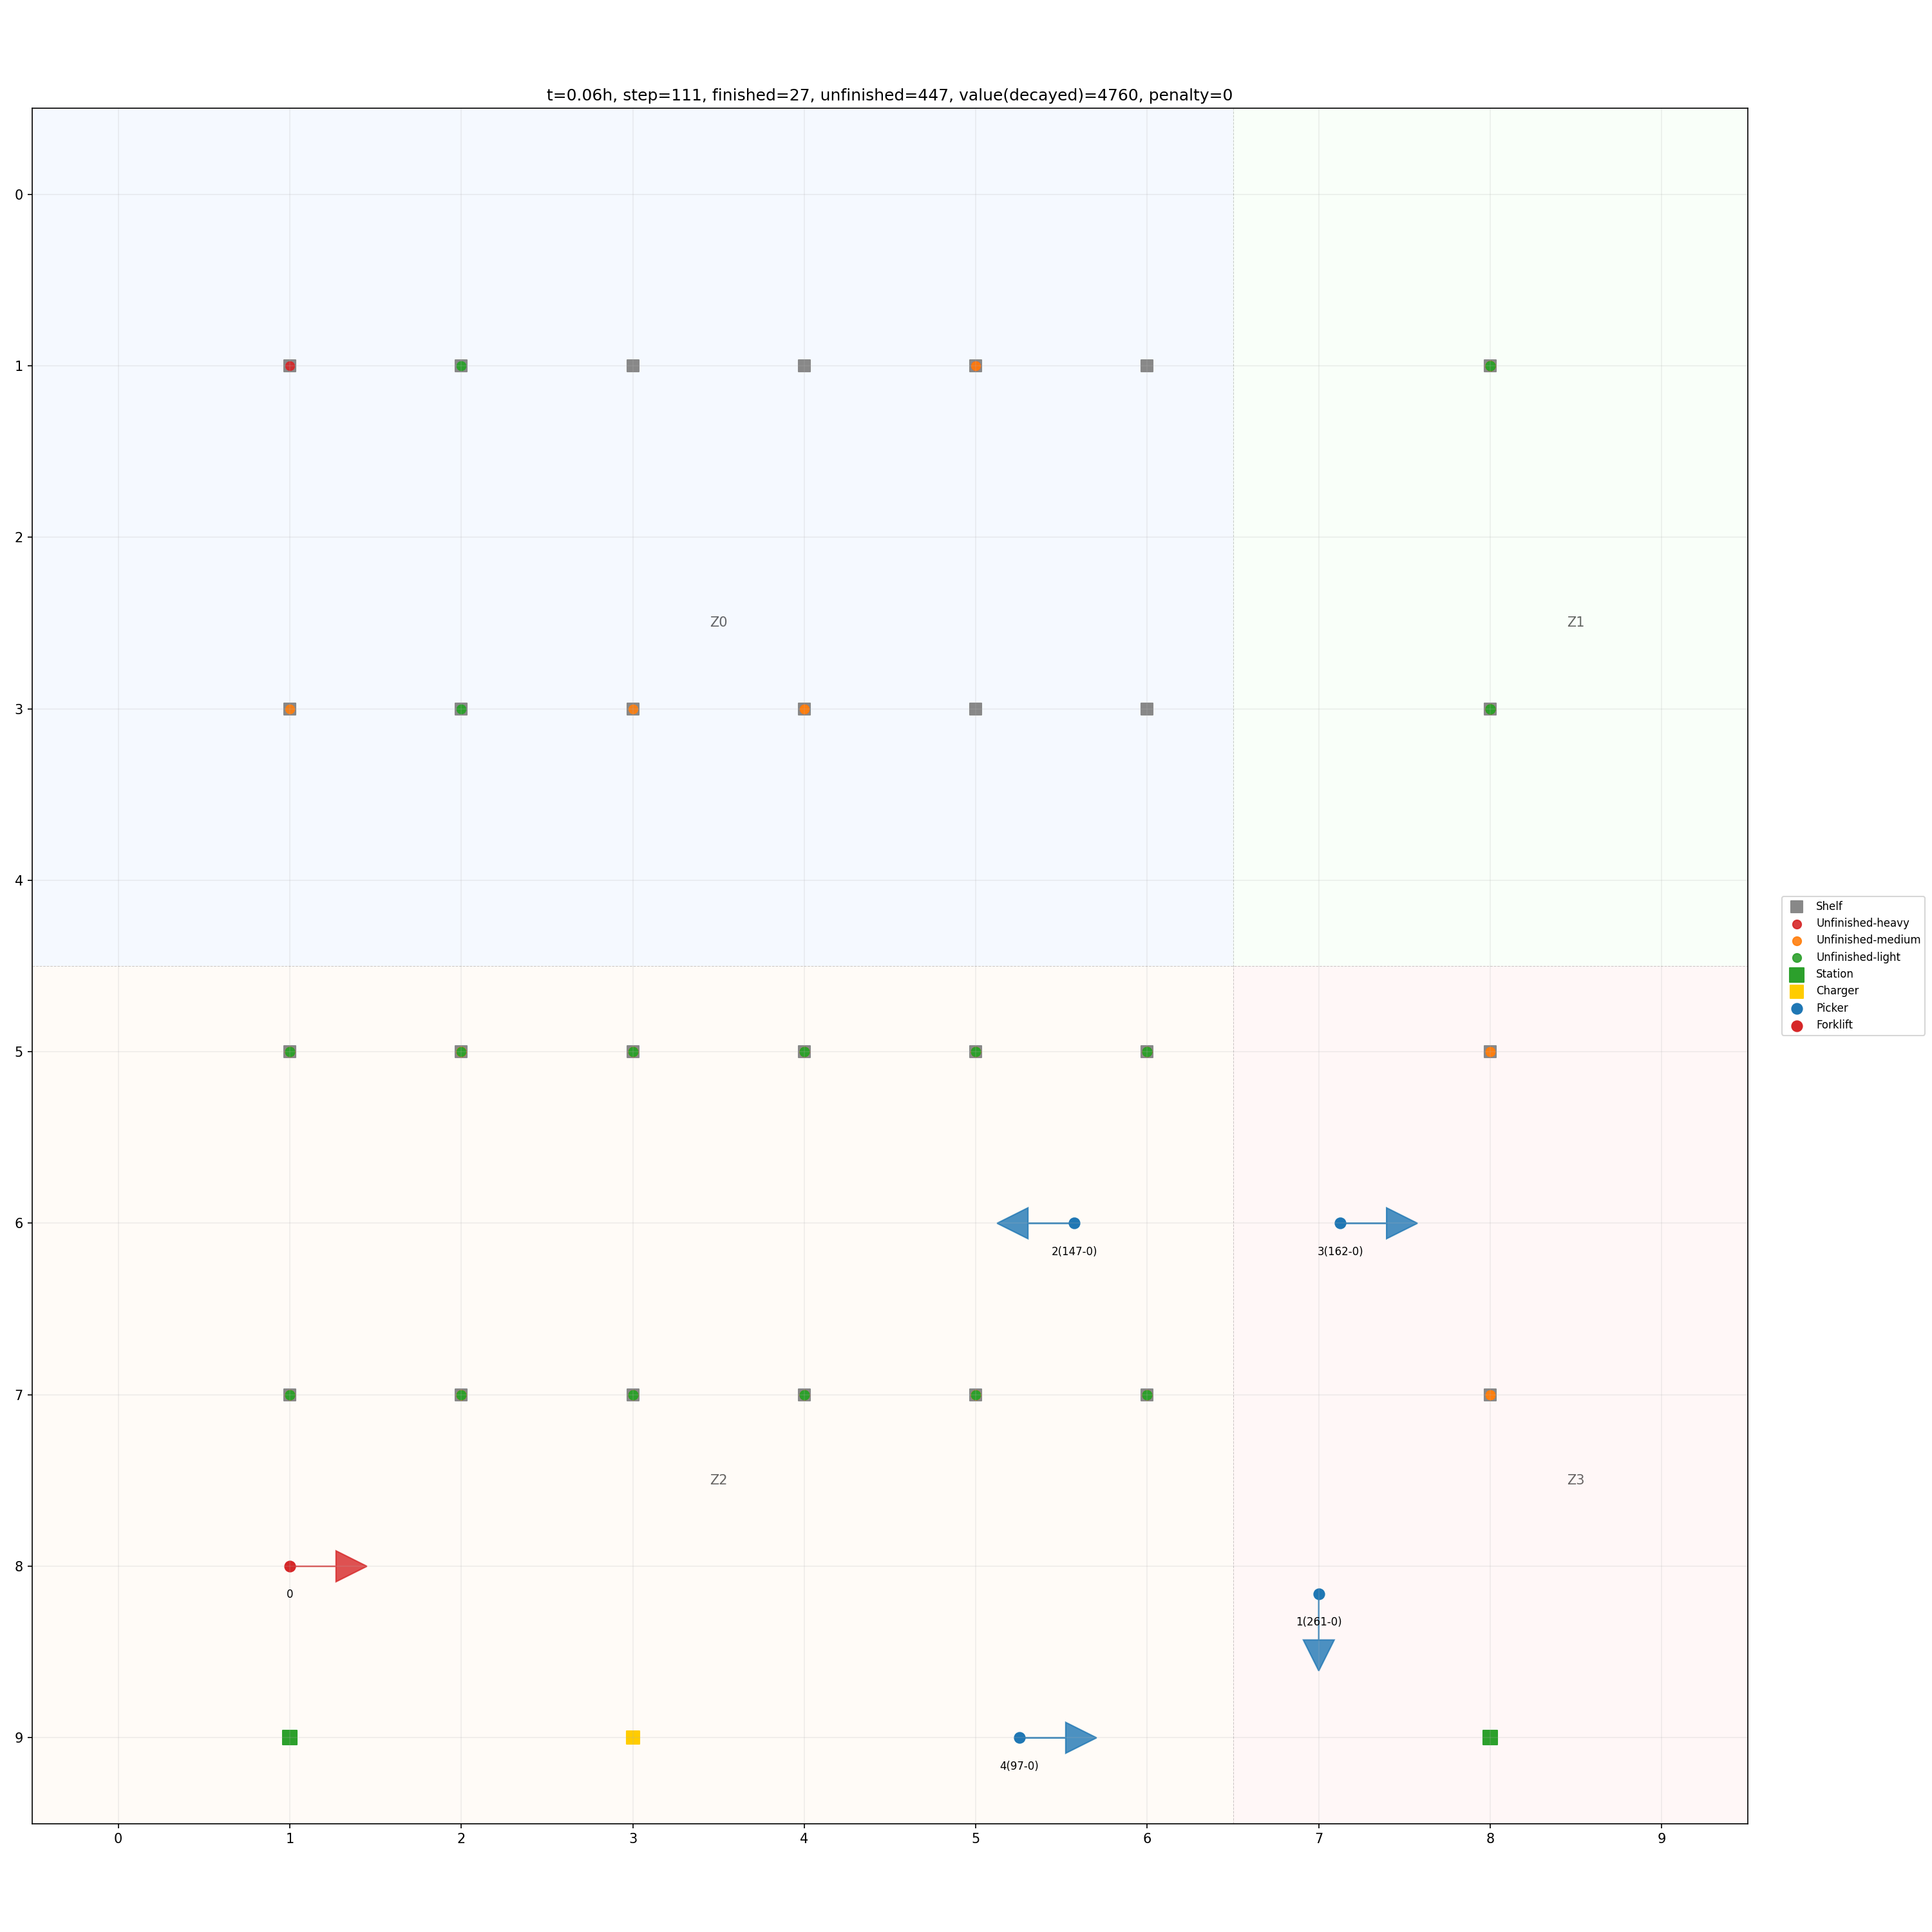 t=0.06h, step=111, finished=27, unfinished=447, value(decayed)=4760, penalty=0
0
1
2
Z0
Z1
3
4
Shelf
Unfinished-heavy
Unfinished-medium
Unfinished-light
Station
Charger
Picker
Forklift
5
6
2(147-0)
3(162-0)
7
Z2
Z3
8
0
1(261-0)
9
4(97-0)
0 1 2 3 4 5 6 7 8 9